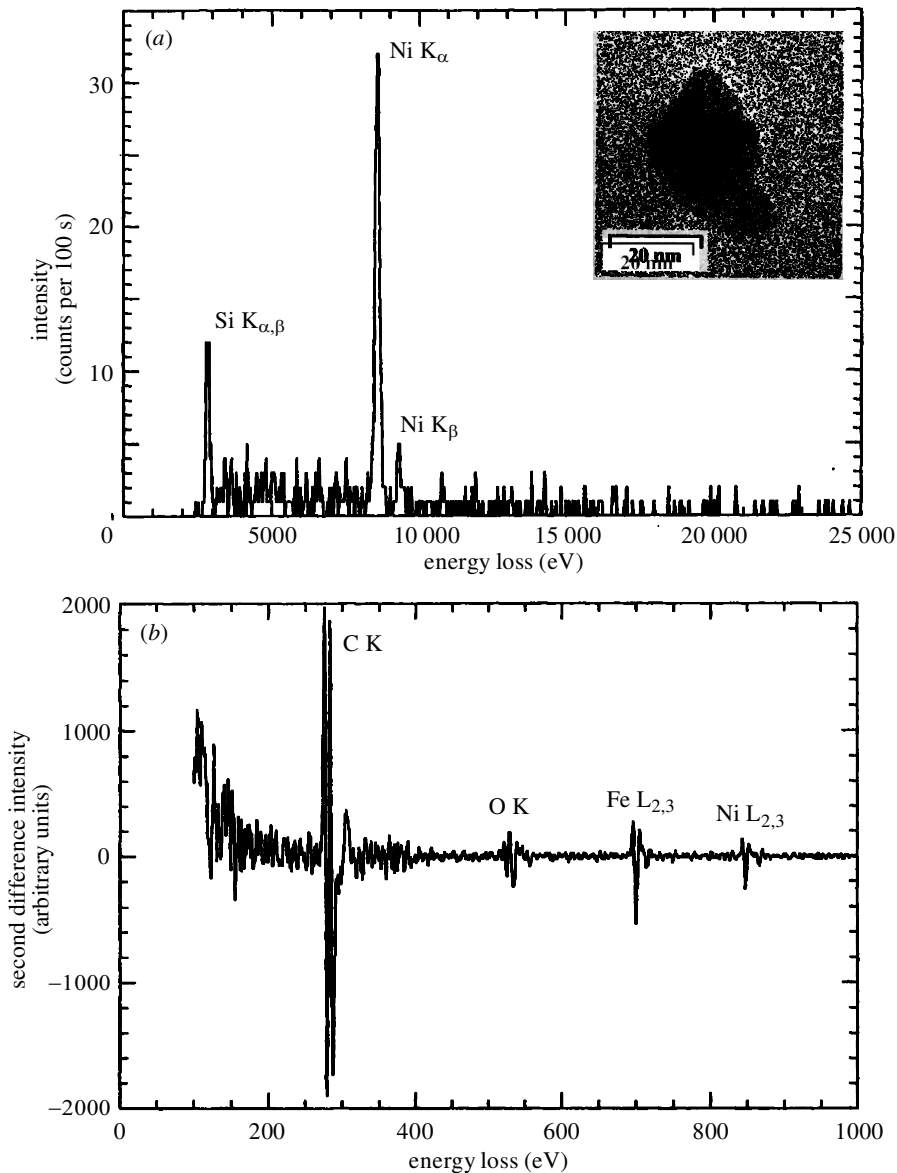 (a)
Ni Kα
30
Si Kα,β
20
10
Ni Kβ
20 nm
20 nm
intensity
(counts per 100 s)
0 5000 10 000 15 000 20 000 25 000
energy loss (eV)
(b)
2000
C K
1000
O K
Fe L2,3
Ni L2,3
0
−1000
−2000
second difference intensity
(arbitrary units)
0 200 400 600 800 1000
energy loss (eV)